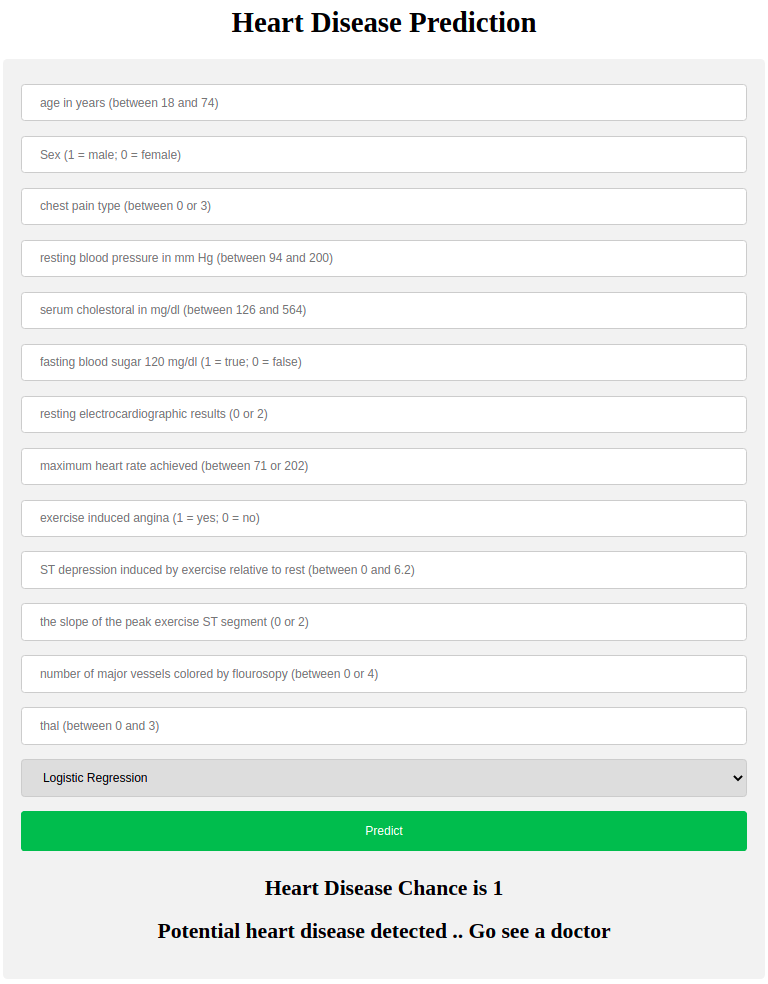 Heart Disease Prediction
age in years (between 18 and 74)
Sex (1 = male; 0 = female)
chest pain type (between 0 or 3)
resting blood pressure in mm Hg (between 94 and 200)
serum cholestoral in mg/dl (between 126 and 564)
fasting blood sugar 120 mg/dl (1 = true; 0 = false)
resting electrocardiographic results (0 or 2)
maximum heart rate achieved (between 71 or 202)
exercise induced angina (1 = yes; 0 = no)
ST depression induced by exercise relative to rest (between 0 and 6.2)
the slope of the peak exercise ST segment (0 or 2)
number of major vessels colored by flourosopy (between 0 or 4)
thal (between 0 and 3)
Logistic Regression
Predict
Heart Disease Chance is 1
Potential heart disease detected .. Go see a doctor